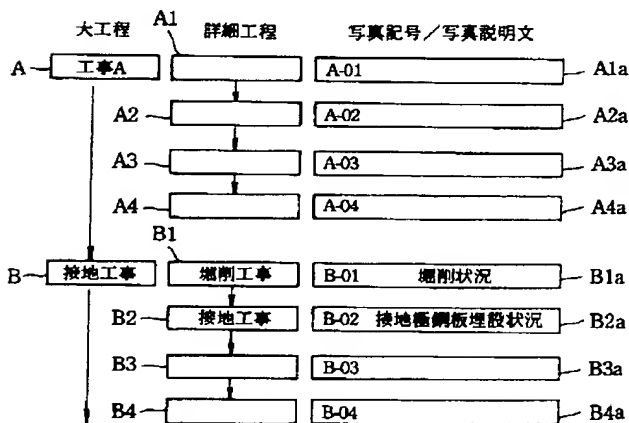 A1
大工程 詳細工程 写真記号/写真説明文
A 工事A A-01 A1a
A2 A-02 A2a
A3 A-03 A3a
A4 A-04 A4a
B1
B 接地工事 堀削工事 B-01 堀削状況 B1a
B2 接地工事 B-02 接地極銅板埋設状況 B2a
B3 B-03 B3a
B4 B-04 B4a